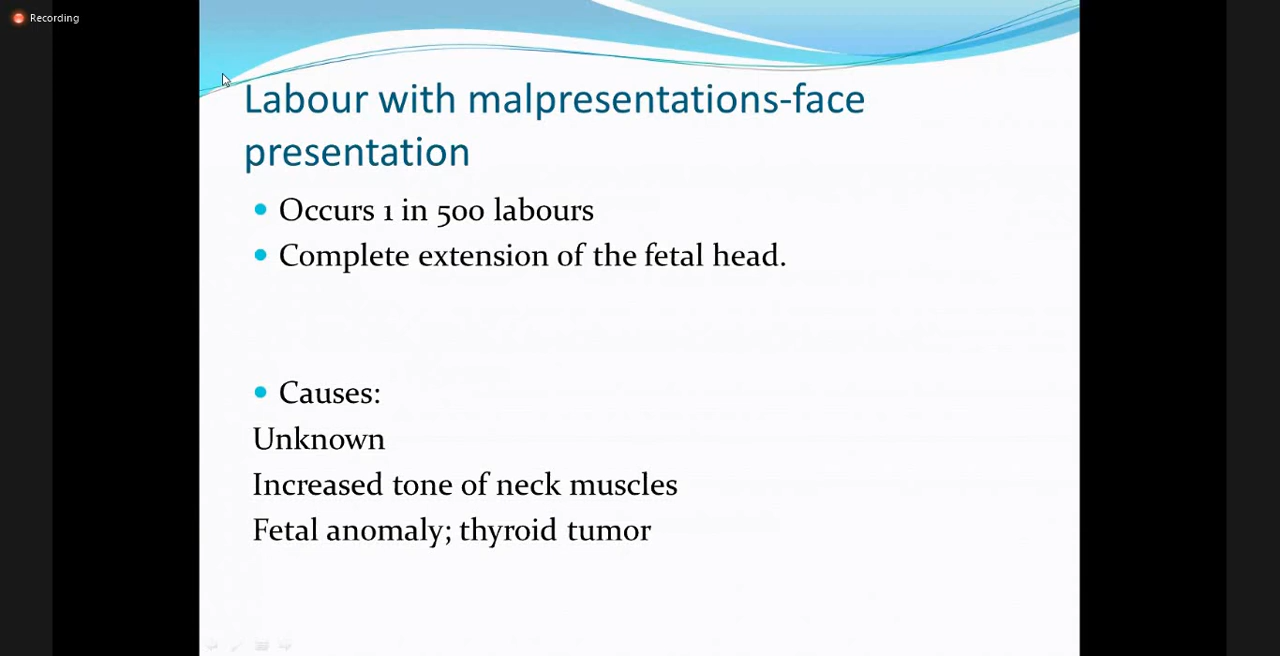 Recording
Labour with malpresentations-face
presentation
Occurs 1 in 500 labours
Complete extension of the fetal head.
Causes:
Unknown
Increased tone of neck muscles
Fetal anomaly; thyroid tumor